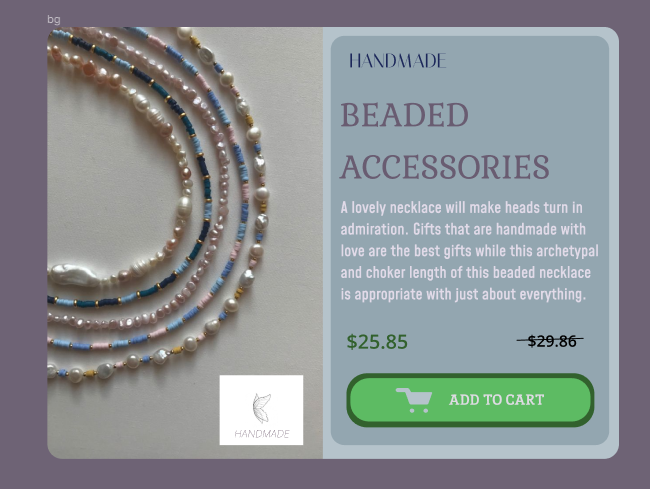 bg
HANDMADE
BEADED
ACCESSORIES
A lovely necklace will make heads turn in
admiration. Gifts that are handmade with
love are the best gifts while this archetypal
and choker length of this beaded necklace
is appropriate with just about everything.
$25.85 $29.86
ADD TO CART
HANDMADE